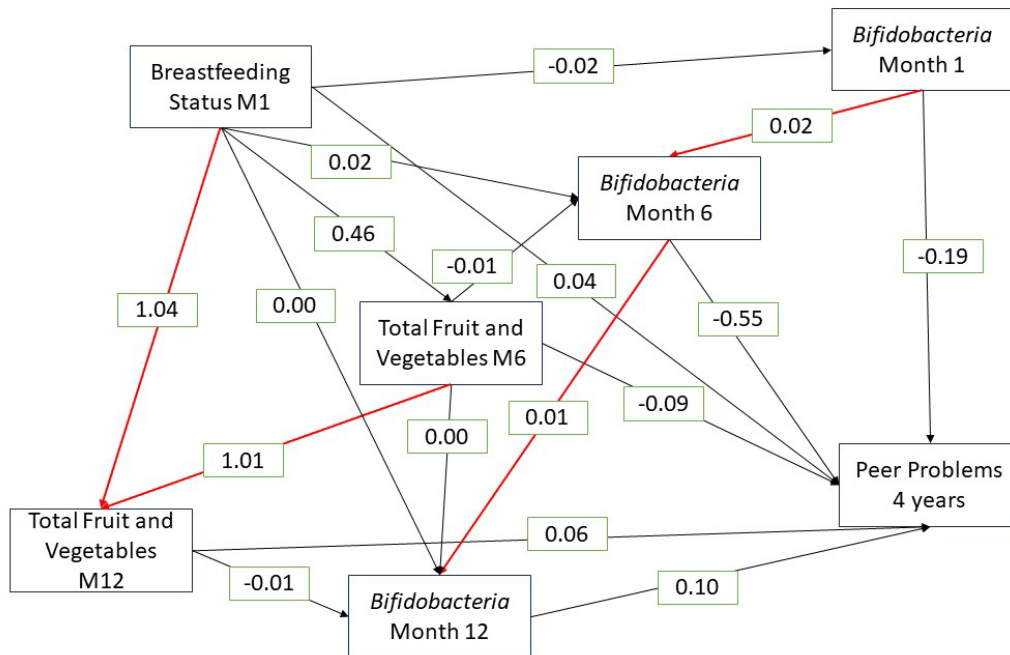 Bifidobacteria
Month 1
Breastfeeding
Status M1
-0.02
0.02
0.02
Bifidobacteria
Month 6
0.46
-0.01
-0.19
0.04
1.04
0.00
Total Fruit and
Vegetables M6
-0.55
-0.09
0.01
0.00
1.01
Peer Problems
4 years
Total Fruit and
Vegetables
M12
0.06
-0.01
Bifidobacteria
Month 12
0.10